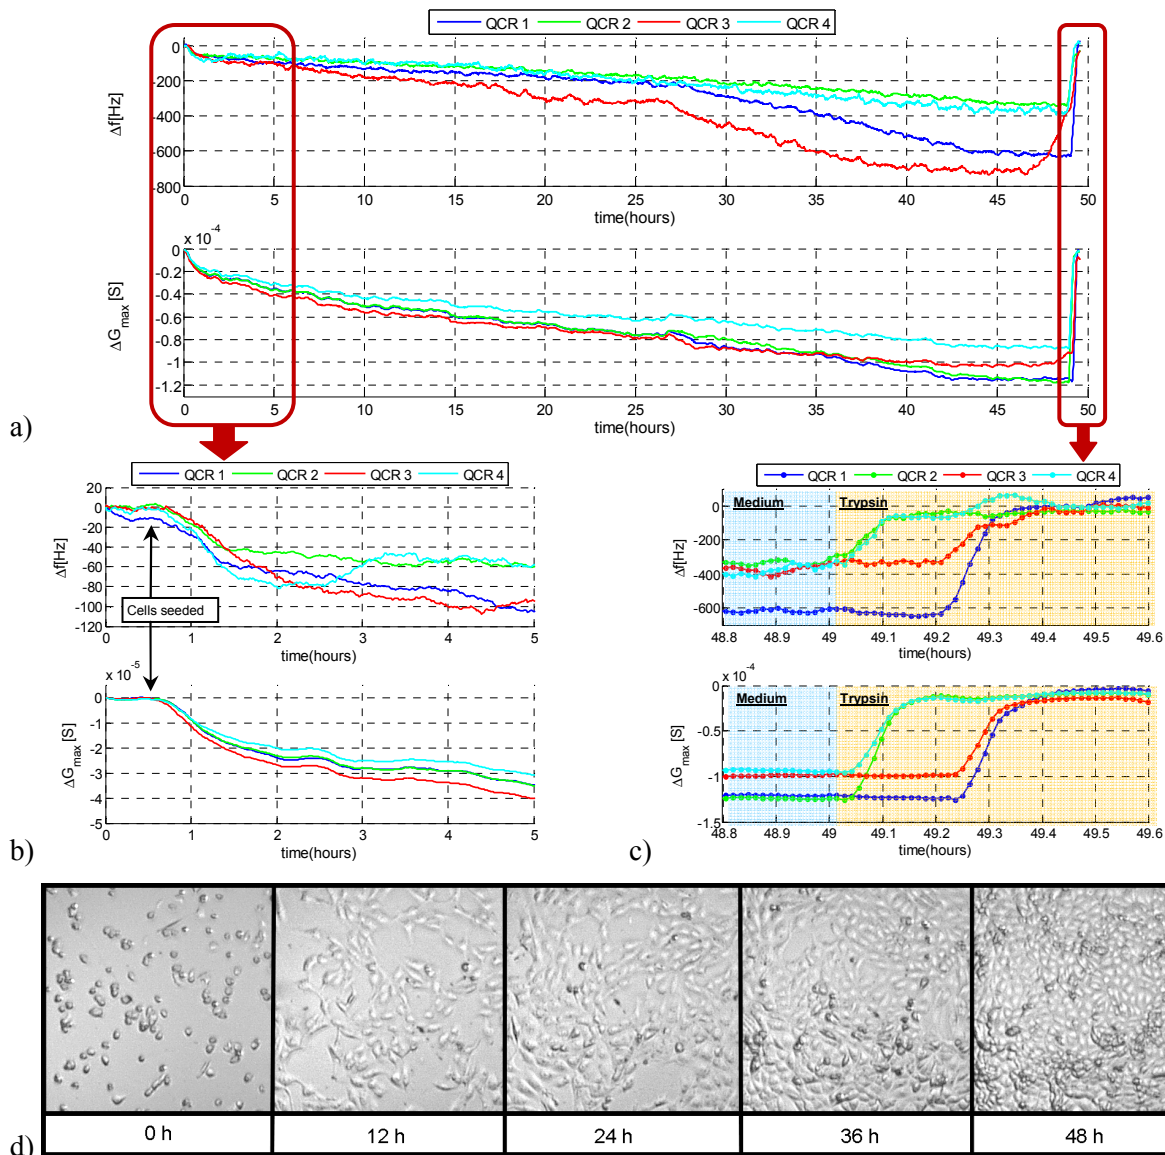 QCR 1 QCR 2 QCR 3 QCR 4
Δf[Hz]
0
-200
-400
-600
-800
0 5 10 15 20 25 30 35 40 45 50
time(hours)
x 10^-4
ΔG_max [S]
0
-0.2
-0.4
-0.6
-0.8
-1
-1.2
0 5 10 15 20 25 30 35 40 45 50
time(hours)
a)
QCR 1 QCR 2 QCR 3 QCR 4
Δf[Hz]
20
0
-20
-40
-60
-80
-100
-120
Cells seeded
0 1 2 3 4 5
time(hours)
x 10^-5
ΔG_max [S]
0
-1
-2
-3
-4
-5
0 1 2 3 4 5
time(hours)
b)
QCR 1 QCR 2 QCR 3 QCR 4
Medium Trypsin
Δf[Hz]
0
-200
-400
-600
48.8 48.9 49 49.1 49.2 49.3 49.4 49.5 49.6
time(hours)
x 10^-4
Medium Trypsin
ΔG_max [S]
0
-0.5
-1
-1.5
48.8 48.9 49 49.1 49.2 49.3 49.4 49.5 49.6
time(hours)
c)
0 h 12 h 24 h 36 h 48 h
d)